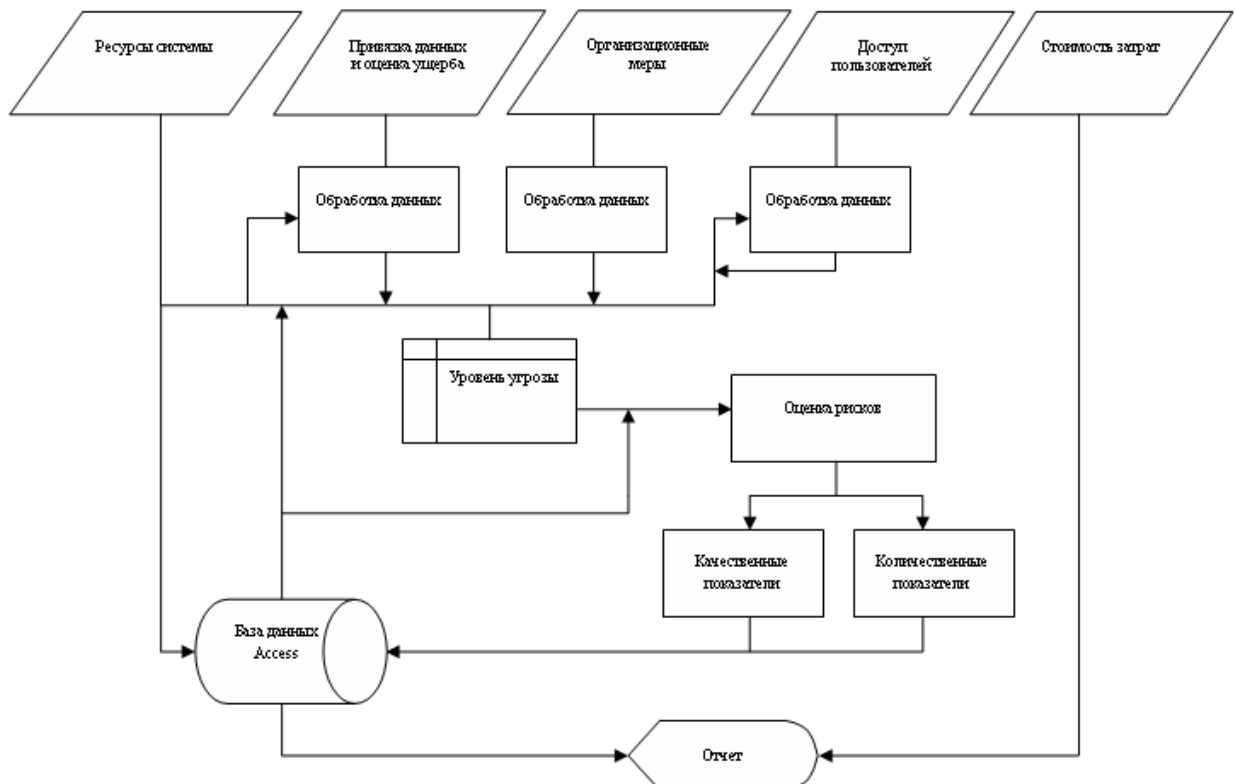 Ресурсы системы
Привязка данных
и оценка ущерба
Организационные
меры
Доступ
пользователей
Стоимость затрат
Обработка данных
Обработка данных
Обработка данных
Уровень угрозы
Оценка рисков
Качественные
показатели
Количественные
показатели
База данных
Access
Отчет